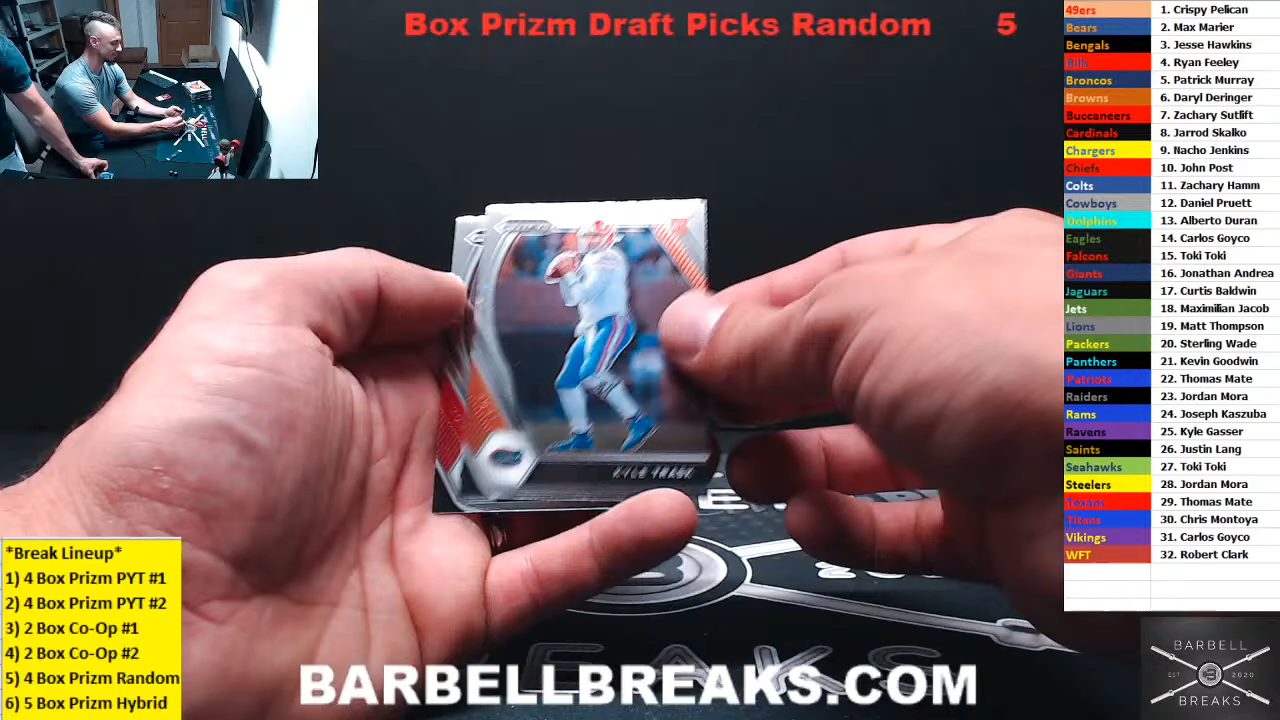 Box Prizm Draft Picks Random 5
49ers 1. Crispy Pelican
Bears 2. Max Marier
Bengals 3. Jesse Hawkins
Bills 4. Ryan Feeley
Broncos 5. Patrick Murray
Browns 6. Daryl Deringer
Buccaneers 7. Zachary Sutlift
Cardinals 8. Jarrod Skalko
Chargers 9. Nacho Jenkins
Chiefs 10. John Post
Colts 11. Zachary Hamm
Cowboys 12. Daniel Pruett
Dolphins 13. Alberto Duran
Eagles 14. Carlos Goyco
Falcons 15. Toki Toki
Giants 16. Jonathan Andrea
Jaguars 17. Curtis Baldwin
Jets 18. Maximilian Jacob
Lions 19. Matt Thompson
Packers 20. Sterling Wade
Panthers 21. Kevin Goodwin
Patriots 22. Thomas Mate
Raiders 23. Jordan Mora
Rams 24. Joseph Kaszuba
Ravens 25. Kyle Gasser
Saints 26. Justin Lang
Seahawks 27. Toki Toki
Steelers 28. Jordan Mora
Texans 29. Thomas Mate
Titans 30. Chris Montoya
Vikings 31. Carlos Goyco
WFT 32. Robert Clark
KYLE TRASK
*Break Lineup*
1) 4 Box Prizm PYT #1
2) 4 Box Prizm PYT #2
3) 2 Box Co-Op #1
4) 2 Box Co-Op #2
5) 4 Box Prizm Random
6) 5 Box Prizm Hybrid
BARBELLBREAKS.COM
BARBELL
EST B 2020
BREAKS